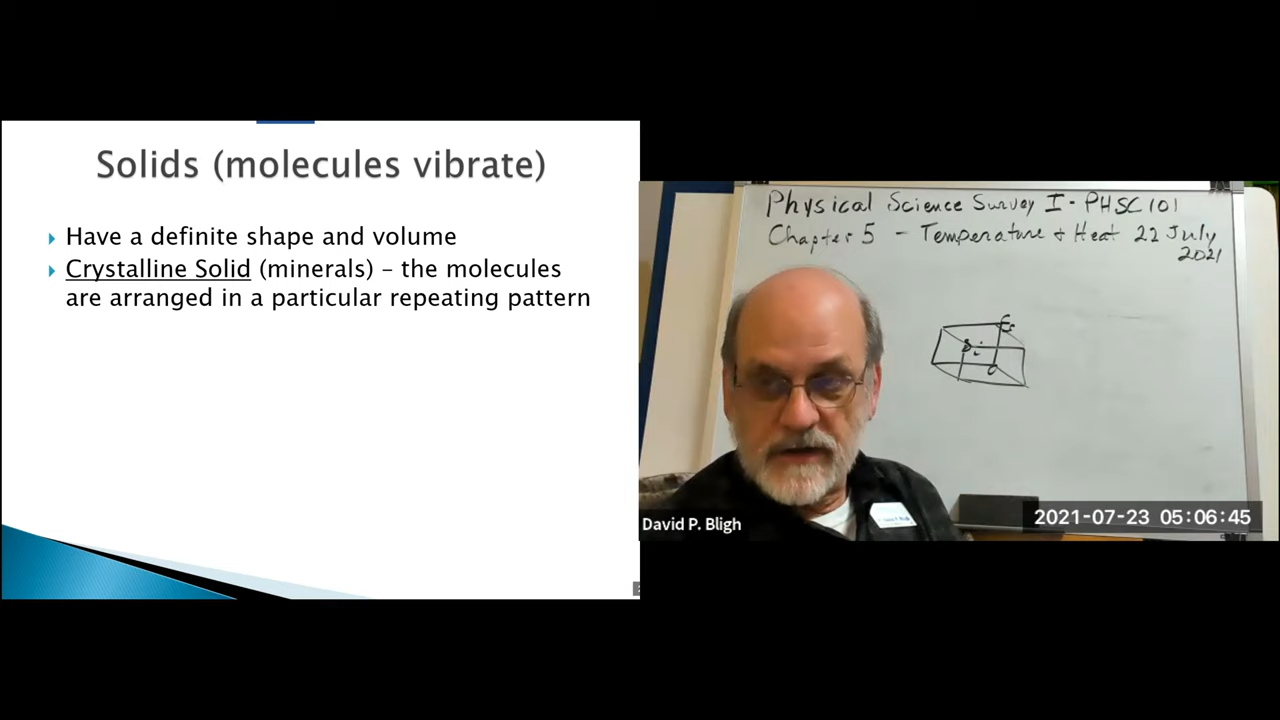 Solids (molecules vibrate)
Have a definite shape and volume
Crystalline Solid (minerals) – the molecules
are arranged in a particular repeating pattern
Physical Science Survey I - PHSC 101
Chapter 5 - Temperature + Heat 22 July
2021
David P. Bligh
2021-07-23 05:06:45